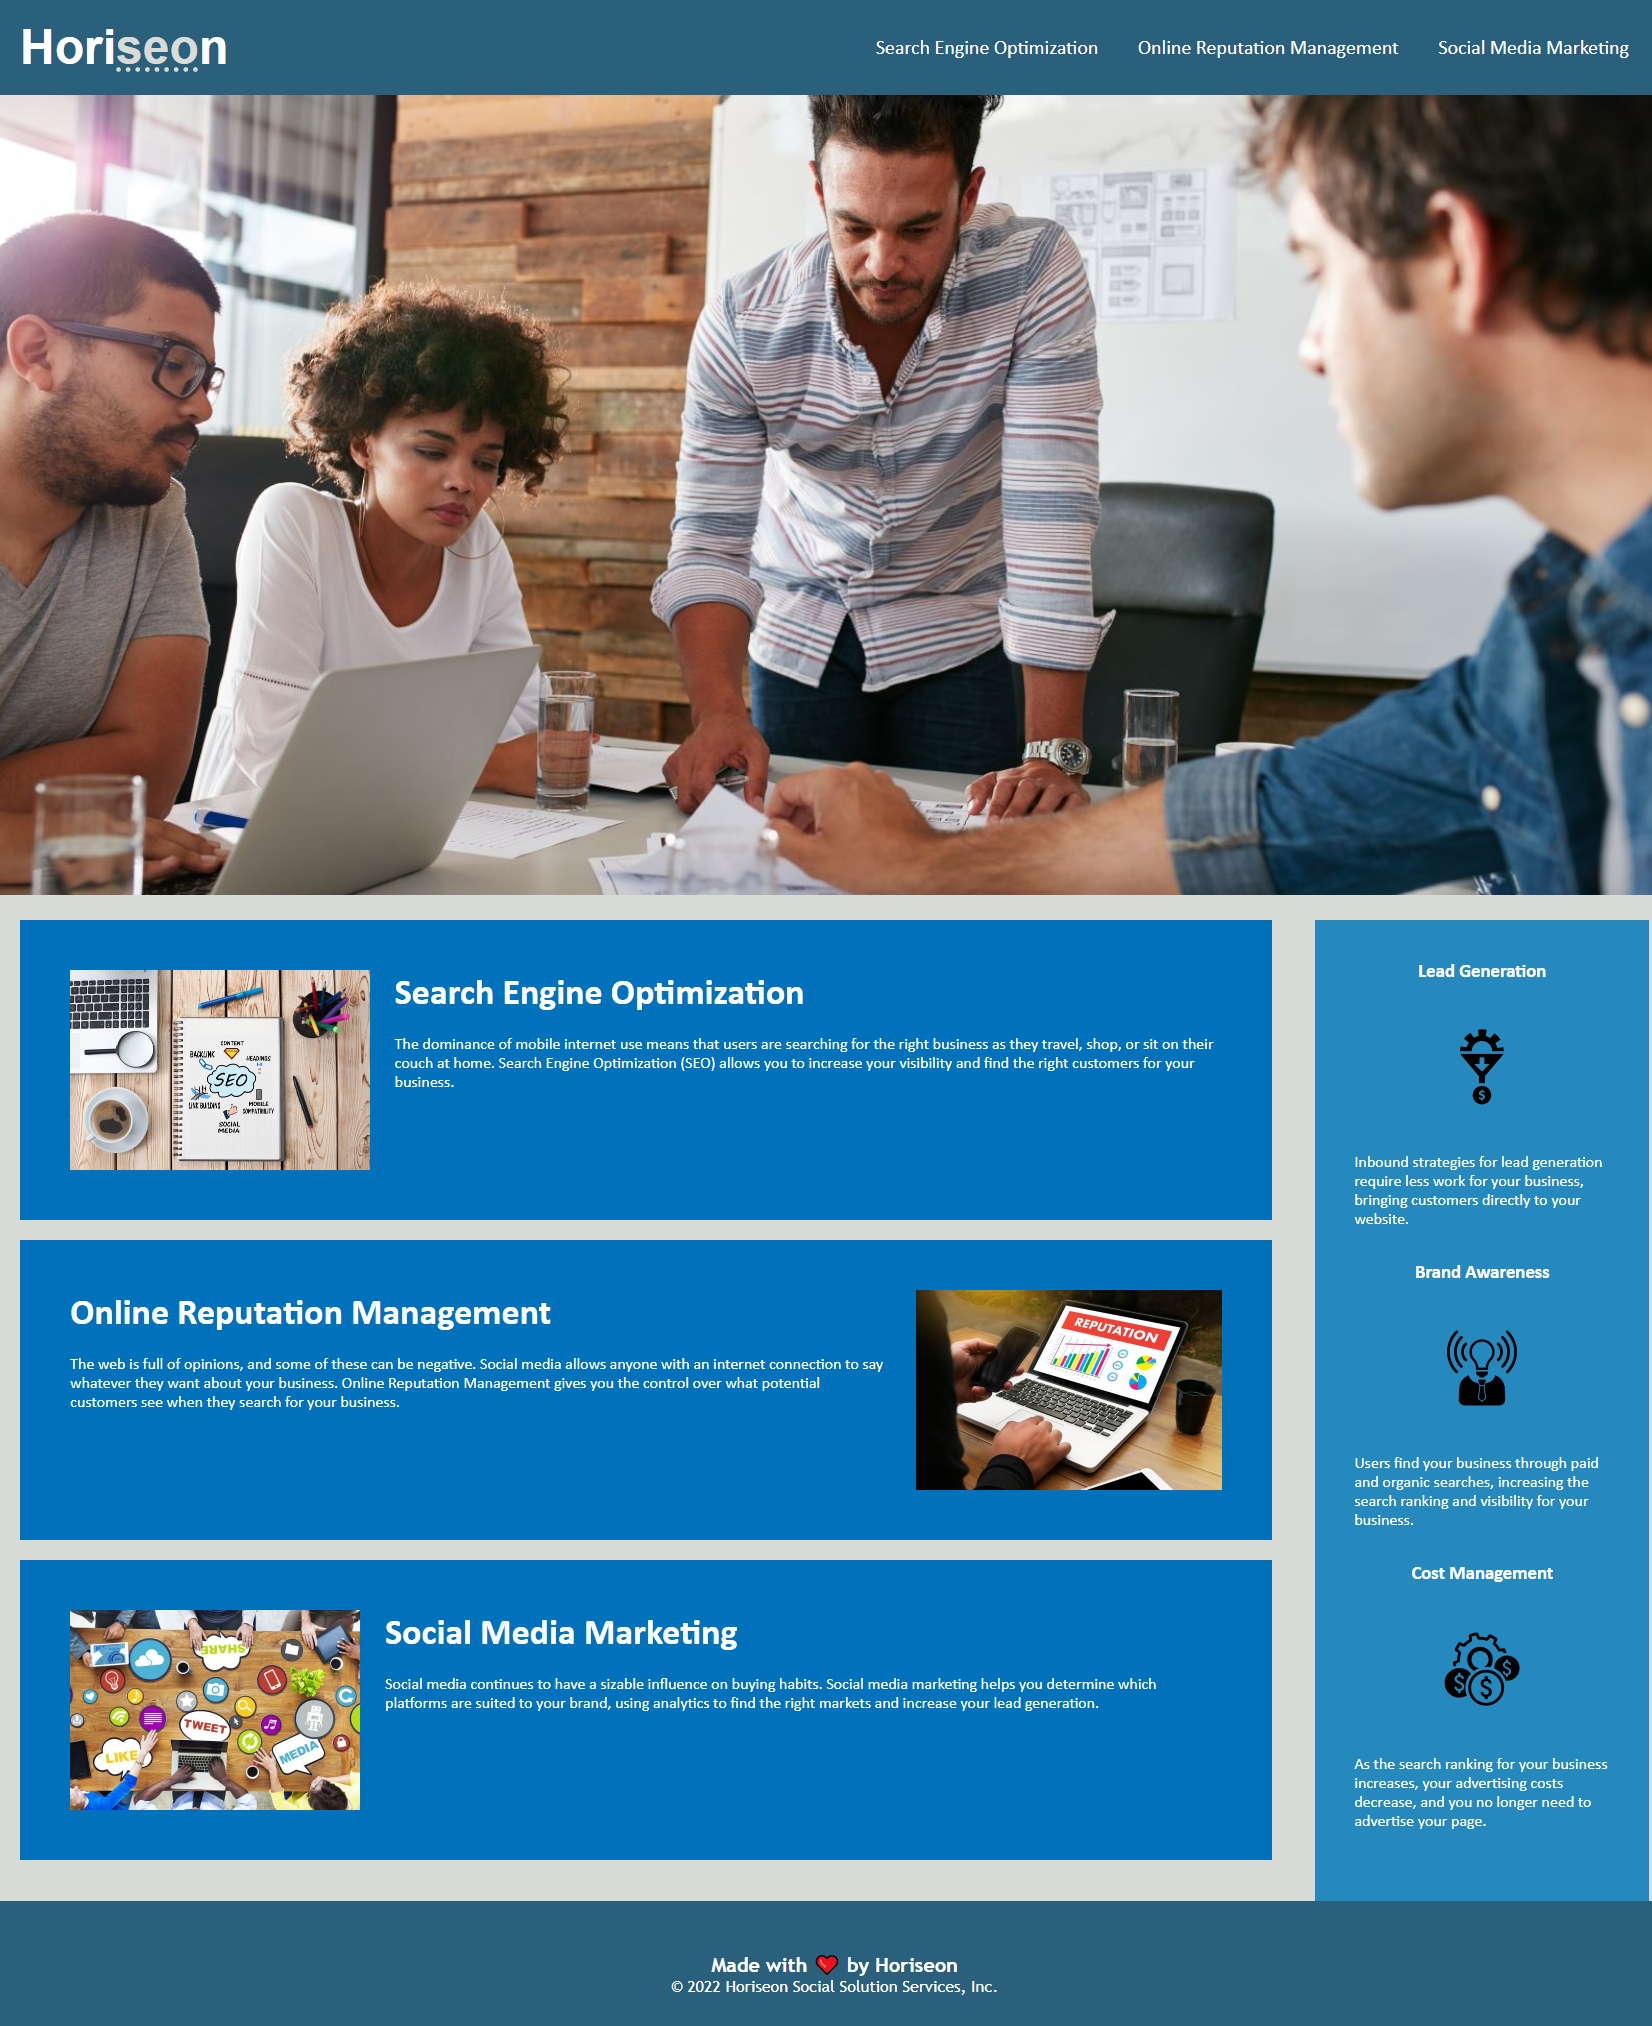 Horiseon
Search Engine Optimization
Online Reputation Management
Social Media Marketing
CONTENT
BACKLINK
HEADINGS
SEO
LINK BUILDING
MOBILE
COMPATIBILITY
SOCIAL
MEDIA
Search Engine Optimization
The dominance of mobile internet use means that users are searching for the right business as they travel, shop, or sit on their
couch at home. Search Engine Optimization (SEO) allows you to increase your visibility and find the right customers for your
business.
Online Reputation Management
The web is full of opinions, and some of these can be negative. Social media allows anyone with an internet connection to say
whatever they want about your business. Online Reputation Management gives you the control over what potential
customers see when they search for your business.
REPUTATION
SHARE
TWEET
LIKE
MEDIA
Social Media Marketing
Social media continues to have a sizable influence on buying habits. Social media marketing helps you determine which
platforms are suited to your brand, using analytics to find the right markets and increase your lead generation.
Lead Generation
$
Inbound strategies for lead generation
require less work for your business,
bringing customers directly to your
website.
Brand Awareness
Users find your business through paid
and organic searches, increasing the
search ranking and visibility for your
business.
Cost Management
$
$
$
As the search ranking for your business
increases, your advertising costs
decrease, and you no longer need to
advertise your page.
Made with ❤️ by Horiseon
© 2022 Horiseon Social Solution Services, Inc.